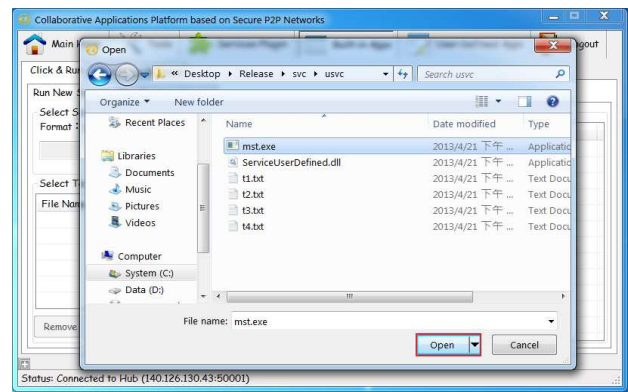 Collaborative Applications Platform based on Secure P2P Networks
Main
Logout
Open
Click & Run
« Desktop ▸ Release ▸ svc ▸ usvc
Search usvc
Run New
Organize ▾ New folder
Select S
Format :
Recent Places
Name Date modified Type
mst.exe 2013/4/21 下午 ... Applicatic
Libraries
ServiceUserDefined.dll 2013/4/21 下午 ... Applicatic
Documents
t1.txt 2013/4/21 下午 ... Text Docu
Music
t2.txt 2013/4/21 下午 ... Text Docu
Select T
Pictures
t3.txt 2013/4/21 下午 ... Text Docu
File Nam
Videos
t4.txt 2013/4/21 下午 ... Text Docu
Computer
System (C:)
Data (D:)
Remove
File name: mst.exe
Open Cancel
Status: Connected to Hub (140.126.130.43:50001)